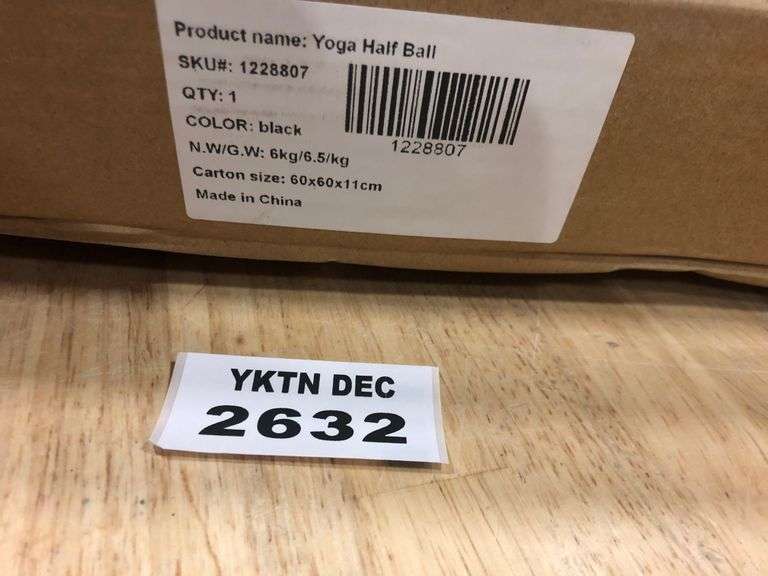 Product name: Yoga Half Ball
SKU#: 1228807
QTY: 1
COLOR: black
N.W/G.W: 6kg/6.5/kg
Carton size: 60x60x11cm
Made in China
1228807
YKTN DEC
2632